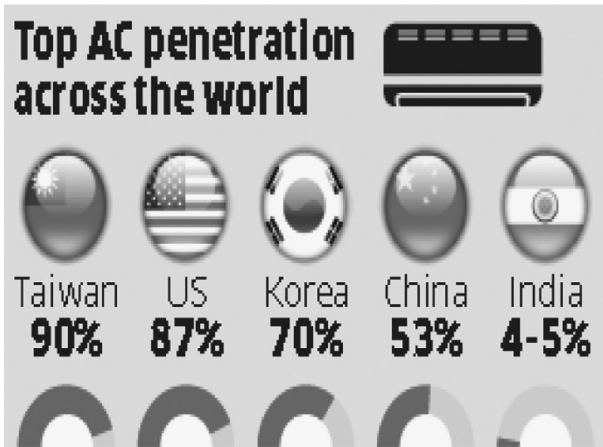 Top AC penetration
across the world
Taiwan US Korea China India
90% 87% 70% 53% 4-5%